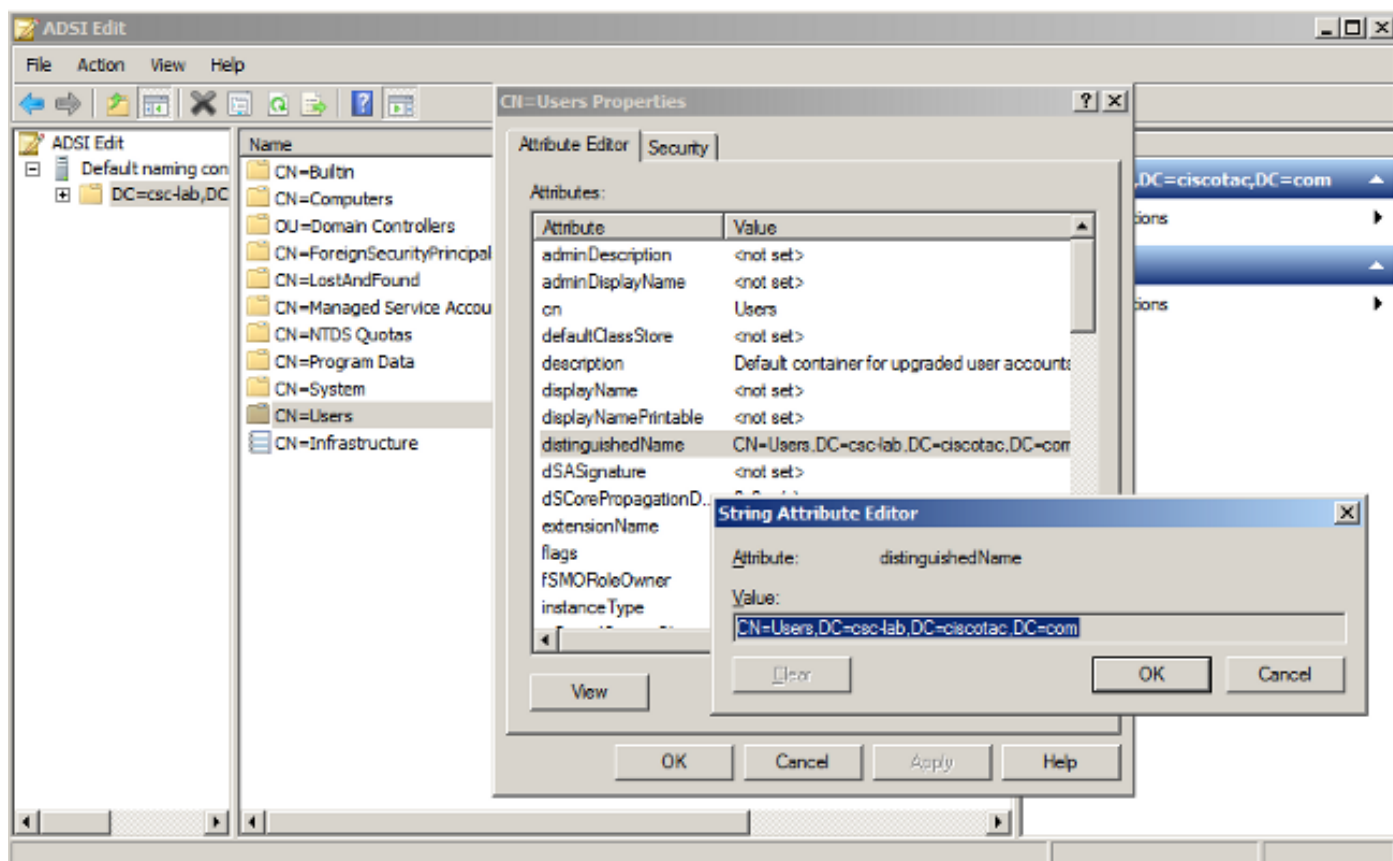 ADSI Edit
File Action View Help
ADSI Edit
Default naming con
DC=csc-lab,DC
Name
CN=Builtin
CN=Computers
OU=Domain Controllers
CN=ForeignSecurityPrincipal
CN=LostAndFound
CN=Managed Service Accou
CN=NTDS Quotas
CN=Program Data
CN=System
CN=Users
CN=Infrastructure
CN=Users Properties
Attribute Editor Security
Attributes:
Attribute Value
adminDescription <not set>
adminDisplayName <not set>
cn Users
defaultClassStore <not set>
description Default container for upgraded user accounts
displayName <not set>
displayNamePrintable <not set>
distinguishedName CN=Users,DC=csc-lab,DC=ciscotac,DC=com
dSASignature <not set>
dSCorePropagationD...
extensionName
flags
fSMORoleOwner
instanceType
View
OK Cancel Apply Help
String Attribute Editor
Attribute: distinguishedName
Value:
CN=Users,DC=csc-lab,DC=ciscotac,DC=com
Clear OK Cancel
,DC=ciscotac,DC=com
tions
tions